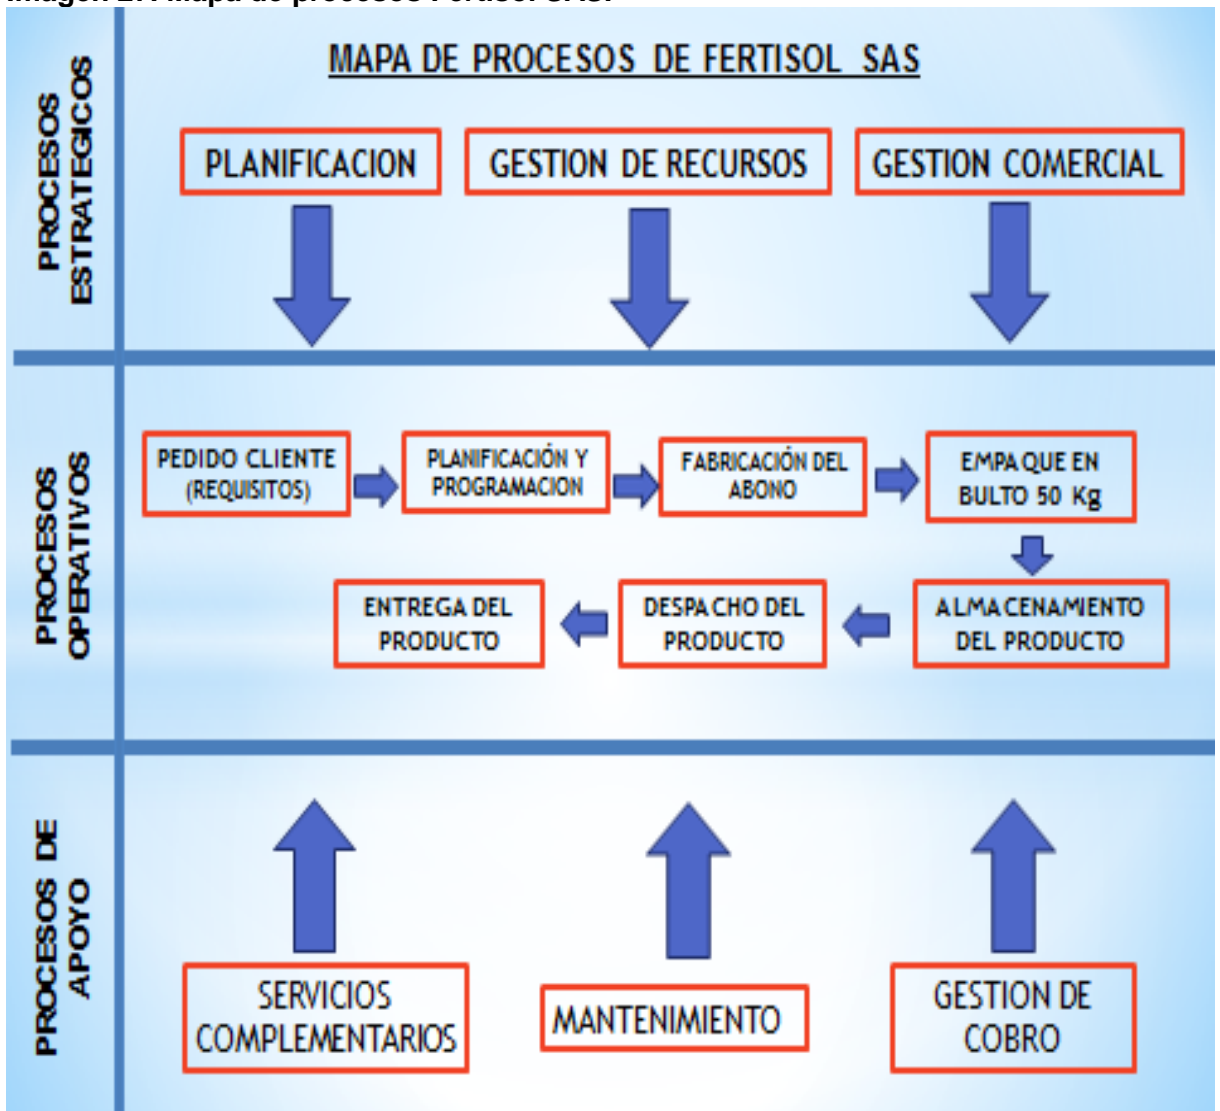 MAPA DE PROCESOS DE FERTISOL SAS
PROCESOS
ESTRATEGICOS
PLANIFICACION
GESTION DE RECURSOS
GESTION COMERCIAL
PROCESOS
OPERATIVOS
PEDIDO CLIENTE
(REQUISITOS)
PLANIFICACIÓN Y
PROGRAMACION
FABRICACIÓN DEL
ABONO
EMPAQUE EN
BULTO 50 Kg
ENTREGA DEL
PRODUCTO
DESPACHO DEL
PRODUCTO
ALMACENAMIENTO
DEL PRODUCTO
PROCESOS DE
APOYO
SERVICIOS
COMPLEMENTARIOS
MANTENIMIENTO
GESTION DE
COBRO